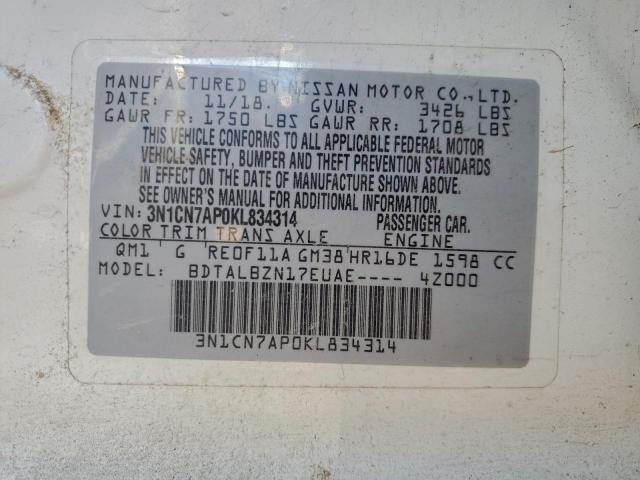 MANUFACTURED BY NISSAN MOTOR CO.,LTD.
DATE: 11/18 GVWR: 3426 LBS
GAWR FR: 1750 LBS GAWR RR: 1708 LBS
THIS VEHICLE CONFORMS TO ALL APPLICABLE FEDERAL MOTOR
VEHICLE SAFETY, BUMPER AND THEFT PREVENTION STANDARDS
IN EFFECT ON THE DATE OF MANUFACTURE SHOWN ABOVE.
SEE OWNER'S MANUAL FOR ADDITIONAL INFORMATION.
VIN: 3N1CN7AP0KL834314 PASSENGER CAR.
COLOR TRIM TRANS AXLE ENGINE
QM1 G RE0F11A GM38 HR16DE 1598 CC
MODEL: BDTALBZN17EUAE---- 4Z000
3N1CN7AP0KL834314